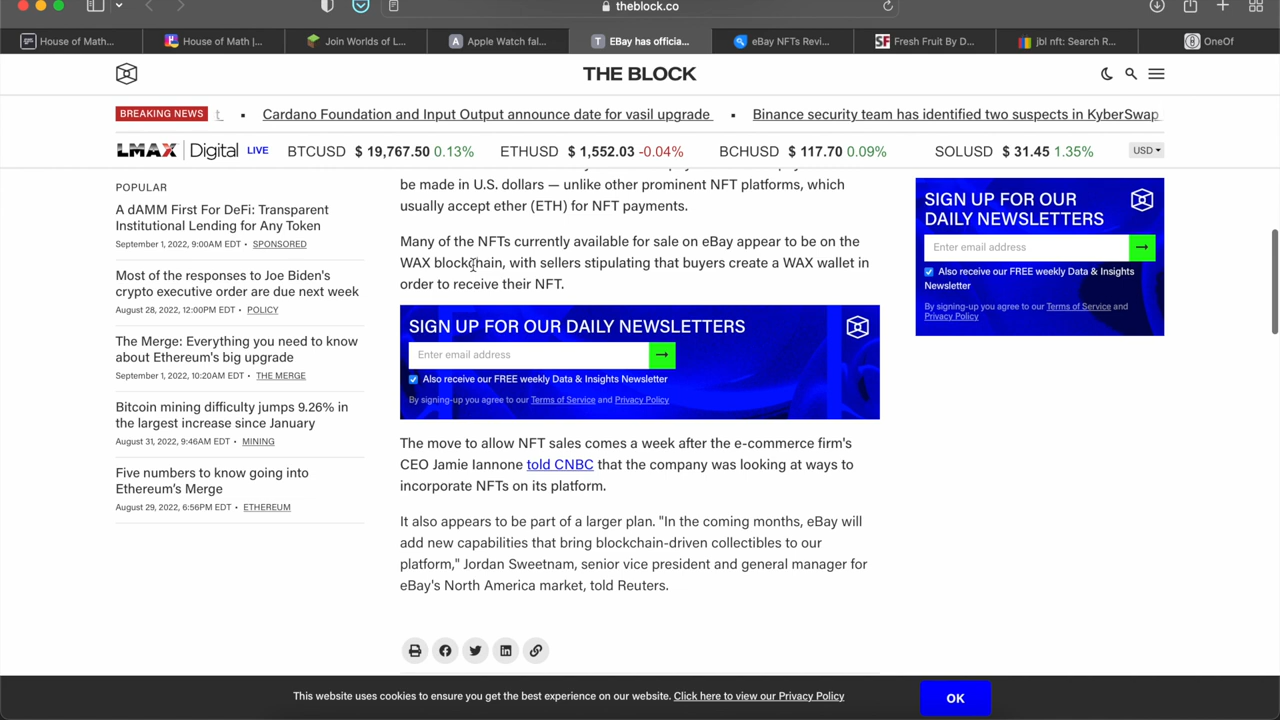 theblock.co
House of Math...
House of Math |...
Join Worlds of L...
Apple Watch fal...
T
EBay has officia...
eBay NFTs Revi...
SF
Fresh Fruit By D...
jbl nft: Search R...
OneOf
THE BLOCK
BREAKING NEWS
Cardano Foundation and Input Output announce date for vasil upgrade
Binance security team has identified two suspects in KyberSwap
LMAX Digital LIVE
BTCUSD $ 19,767.50 0.13%
ETHUSD $ 1,552.03 -0.04%
BCHUSD $ 117.70 0.09%
SOLUSD $ 31.45 1.35%
USD
POPULAR
A dAMM First For DeFi: Transparent
Institutional Lending for Any Token
September 1, 2022, 9:00AM EDT • SPONSORED
Most of the responses to Joe Biden's
crypto executive order are due next week
August 28, 2022, 12:00PM EDT • POLICY
The Merge: Everything you need to know
about Ethereum's big upgrade
September 1, 2022, 10:20AM EDT • THE MERGE
Bitcoin mining difficulty jumps 9.26% in
the largest increase since January
August 31, 2022, 9:46AM EDT • MINING
Five numbers to know going into
Ethereum's Merge
August 29, 2022, 6:56PM EDT • ETHEREUM
be made in U.S. dollars — unlike other prominent NFT platforms, which
usually accept ether (ETH) for NFT payments.
Many of the NFTs currently available for sale on eBay appear to be on the
WAX blockchain, with sellers stipulating that buyers create a WAX wallet in
order to receive their NFT.
SIGN UP FOR OUR DAILY NEWSLETTERS
Enter email address
→
Also receive our FREE weekly Data & Insights Newsletter
By signing-up you agree to our Terms of Service and Privacy Policy
The move to allow NFT sales comes a week after the e-commerce firm's
CEO Jamie Iannone told CNBC that the company was looking at ways to
incorporate NFTs on its platform.
It also appears to be part of a larger plan. "In the coming months, eBay will
add new capabilities that bring blockchain-driven collectibles to our
platform," Jordan Sweetnam, senior vice president and general manager for
eBay's North America market, told Reuters.
SIGN UP FOR OUR
DAILY NEWSLETTERS
Enter email address
→
Also receive our FREE weekly Data & Insights
Newsletter
By signing-up you agree to our Terms of Service and
Privacy Policy
This website uses cookies to ensure you get the best experience on our website. Click here to view our Privacy Policy
OK